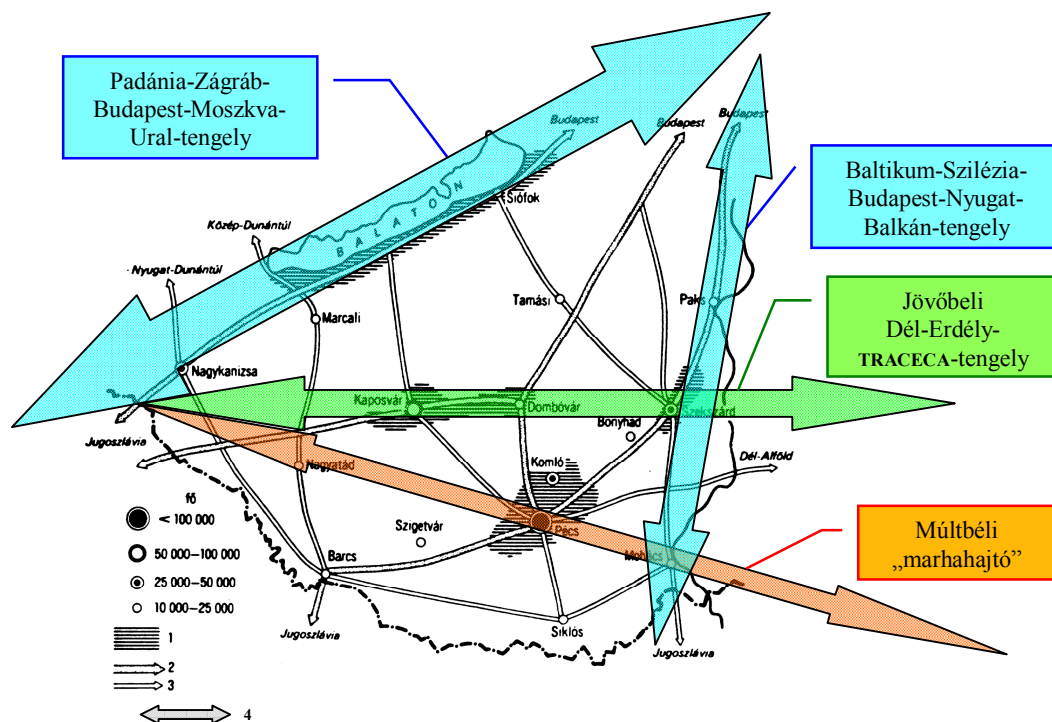 Padánia-Zágráb-
Budapest-Moszkva-
Ural-tengely
Baltikum-Szilézia-
Budapest-Nyugat-
Balkán-tengely
Jövőbeli
Dél-Erdély-
TRACECA-tengely
Múltbéli
„marhahajtó”
Budapest
Budapest
Budapest
BALATON
Siófok
Közép-Dunántúl
Nyugat-Dunántúl
Marcali
Tamási
Paks
Nagykanizsa
Kaposvár
Dombóvár
Szekszárd
Bonyhád
Jugoszlávia
Nagyatád
Komló
Dél-Alföld
Pécs
Szigetvár
Barcs
Mohács
Siklós
Jugoszlávia
Jugoszlávia
fő
< 100 000
50 000–100 000
25 000–50 000
10 000–25 000
1
2
3
4